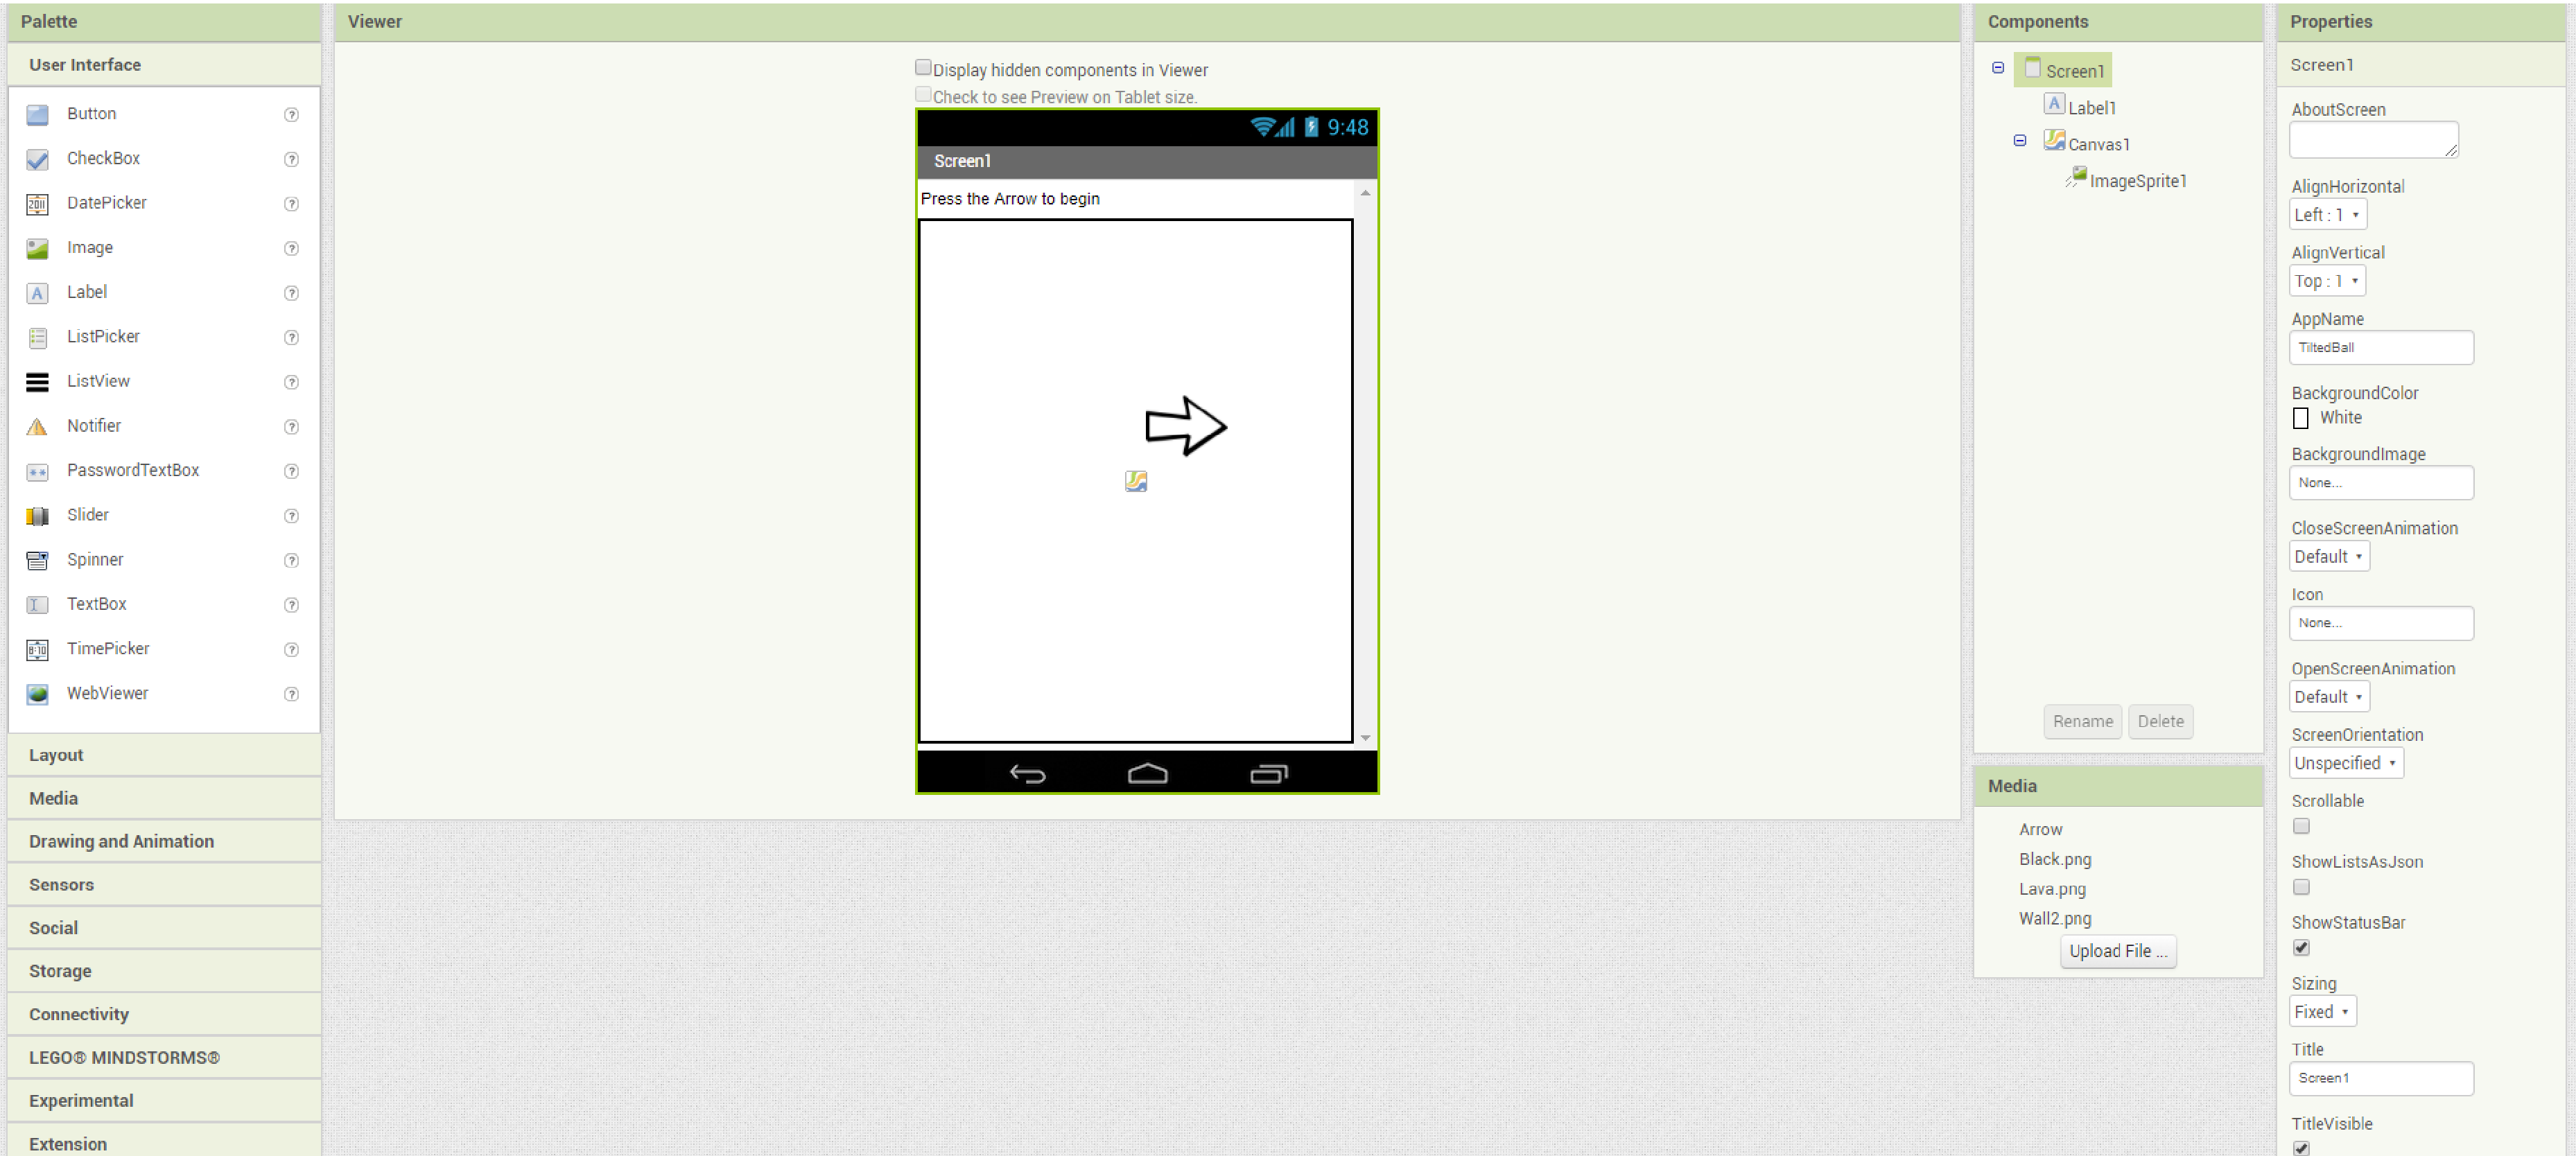 Palette
User Interface
Button
CheckBox
DatePicker
Image
Label
ListPicker
ListView
Notifier
PasswordTextBox
Slider
Spinner
TextBox
TimePicker
WebViewer
Layout
Media
Drawing and Animation
Sensors
Social
Storage
Connectivity
LEGO® MINDSTORMS®
Experimental
Extension
Viewer
Display hidden components in Viewer
Check to see Preview on Tablet size.
9:48
Screen1
Press the Arrow to begin
Components
Screen1
Label1
Canvas1
ImageSprite1
Rename Delete
Media
Arrow
Black.png
Lava.png
Wall2.png
Upload File ...
Properties
Screen1
AboutScreen
AlignHorizontal
Left : 1
AlignVertical
Top : 1
AppName
TiltedBall
BackgroundColor
White
BackgroundImage
None...
CloseScreenAnimation
Default
Icon
None...
OpenScreenAnimation
Default
ScreenOrientation
Unspecified
Scrollable
ShowListsAsJson
ShowStatusBar
Sizing
Fixed
Title
Screen1
TitleVisible